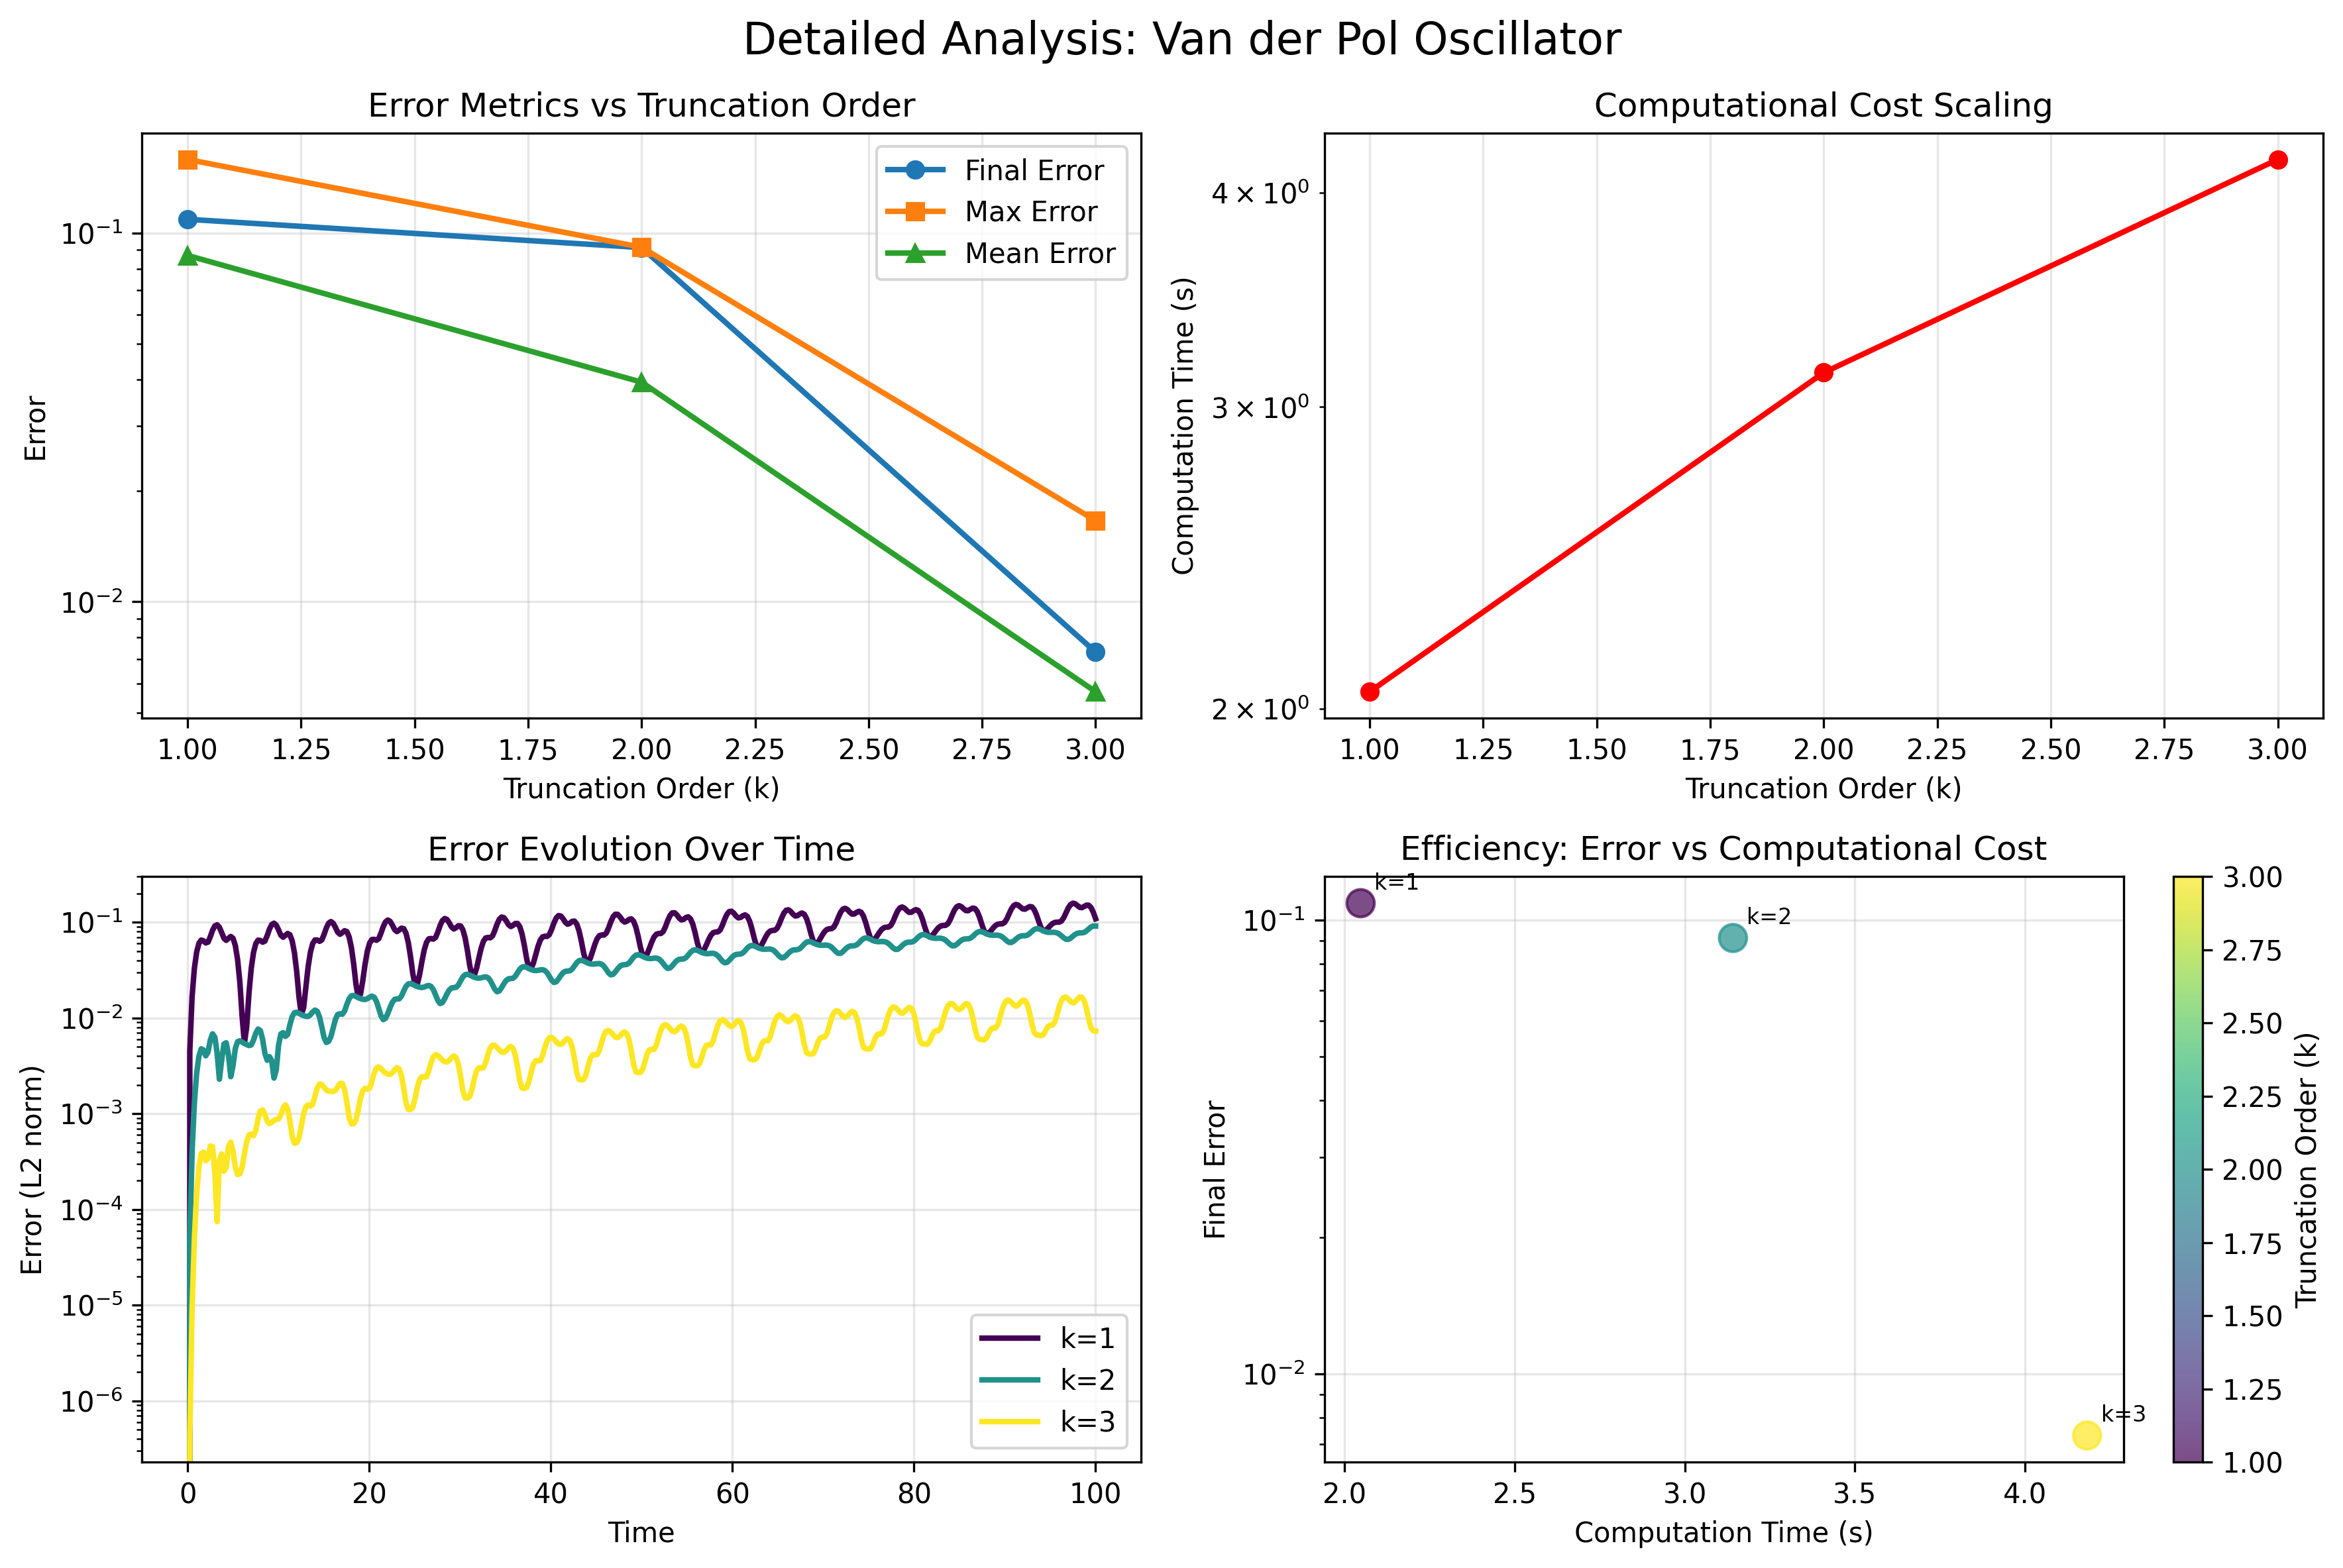 Detailed Analysis: Van der Pol Oscillator
Error Metrics vs Truncation Order
Error
10⁻¹
10⁻²
1.00 1.25 1.50 1.75 2.00 2.25 2.50 2.75 3.00
Truncation Order (k)
Final Error
Max Error
Mean Error
Computational Cost Scaling
Computation Time (s)
4 × 10⁰
3 × 10⁰
2 × 10⁰
1.00 1.25 1.50 1.75 2.00 2.25 2.50 2.75 3.00
Truncation Order (k)
Error Evolution Over Time
Error (L2 norm)
10⁻¹
10⁻²
10⁻³
10⁻⁴
10⁻⁵
10⁻⁶
0 20 40 60 80 100
Time
k=1
k=2
k=3
Efficiency: Error vs Computational Cost
Final Error
10⁻¹
10⁻²
k=1
k=2
k=3
2.0 2.5 3.0 3.5 4.0
Computation Time (s)
3.00
2.75
2.50
2.25
2.00
1.75
1.50
1.25
1.00
Truncation Order (k)